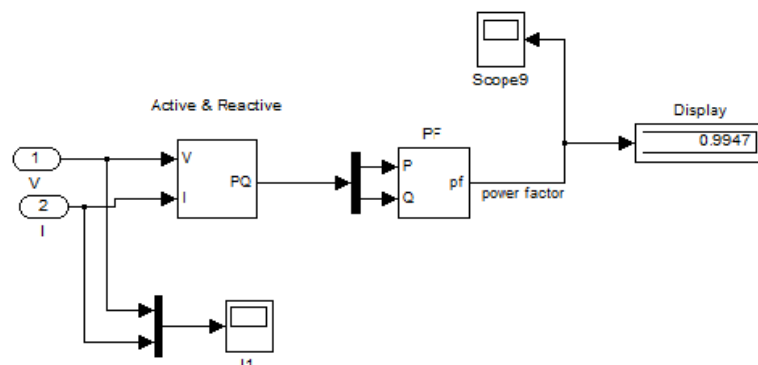 Scope9
Active & Reactive
Display
PF
0.9947
1
V
P
V
PQ
pf
2
I
Q
power factor
I